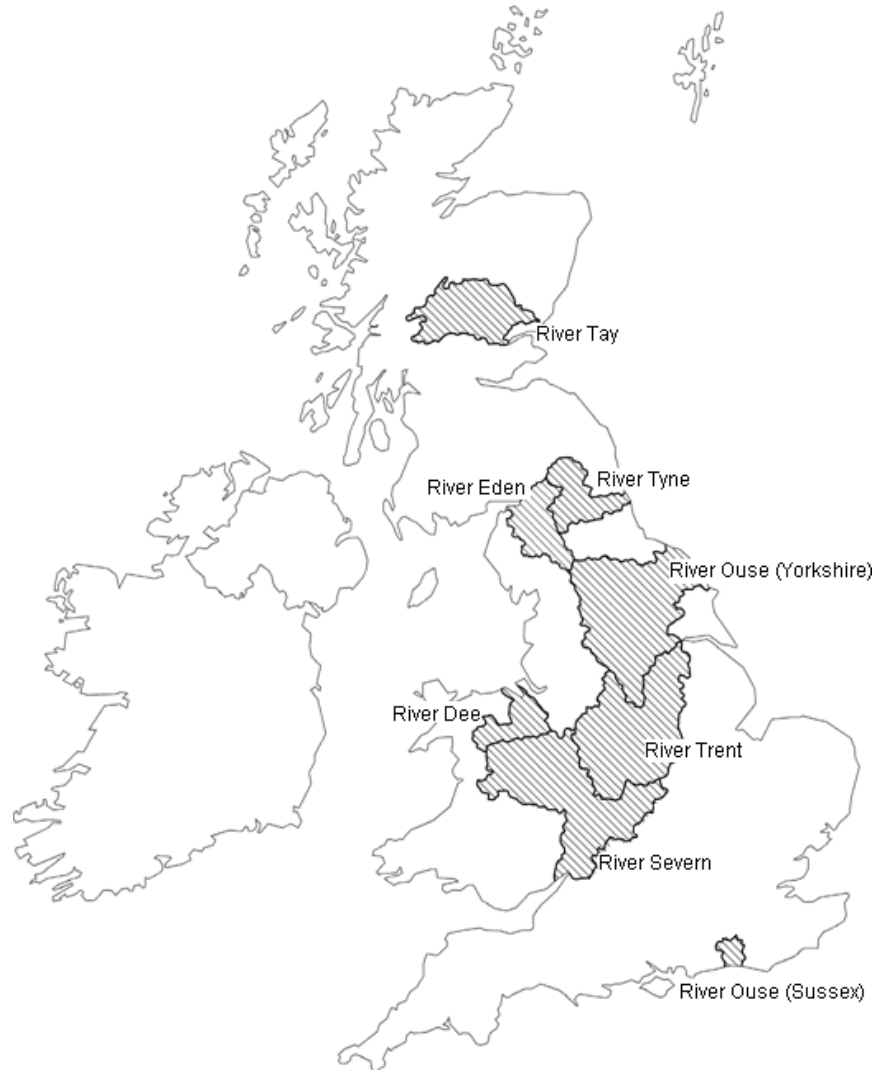 River Tay
River Eden
River Tyne
River Ouse (Yorkshire)
River Dee
River Trent
River Severn
River Ouse (Sussex)